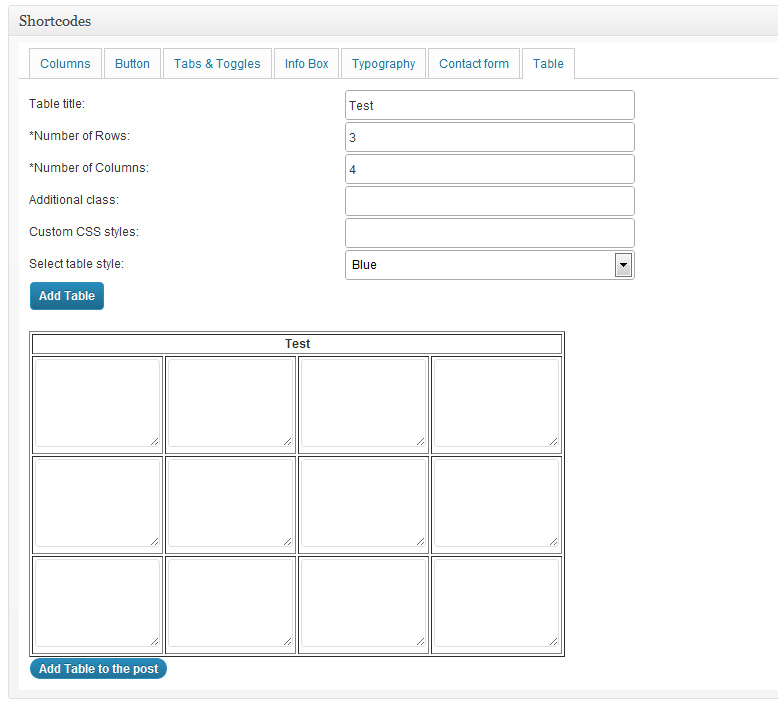 Shortcodes
Columns Button Tabs & Toggles Info Box Typography Contact form Table
Table title: Test
*Number of Rows: 3
*Number of Columns: 4
Additional class:
Custom CSS styles:
Select table style: Blue
Add Table
Test
Add Table to the post